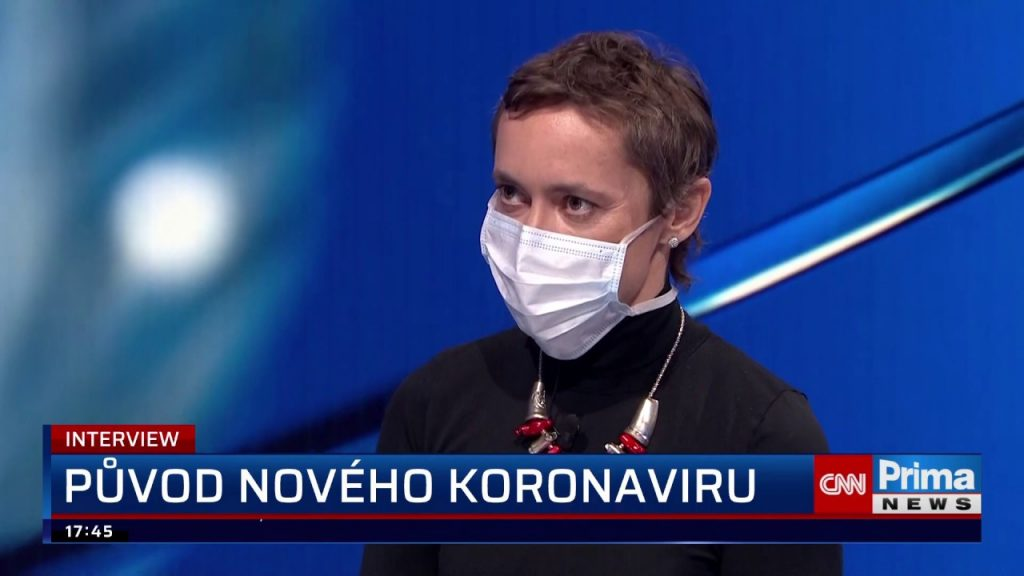 INTERVIEW
PŮVOD NOVÉHO KORONAVIRU
CNN Prima
NEWS
17:45